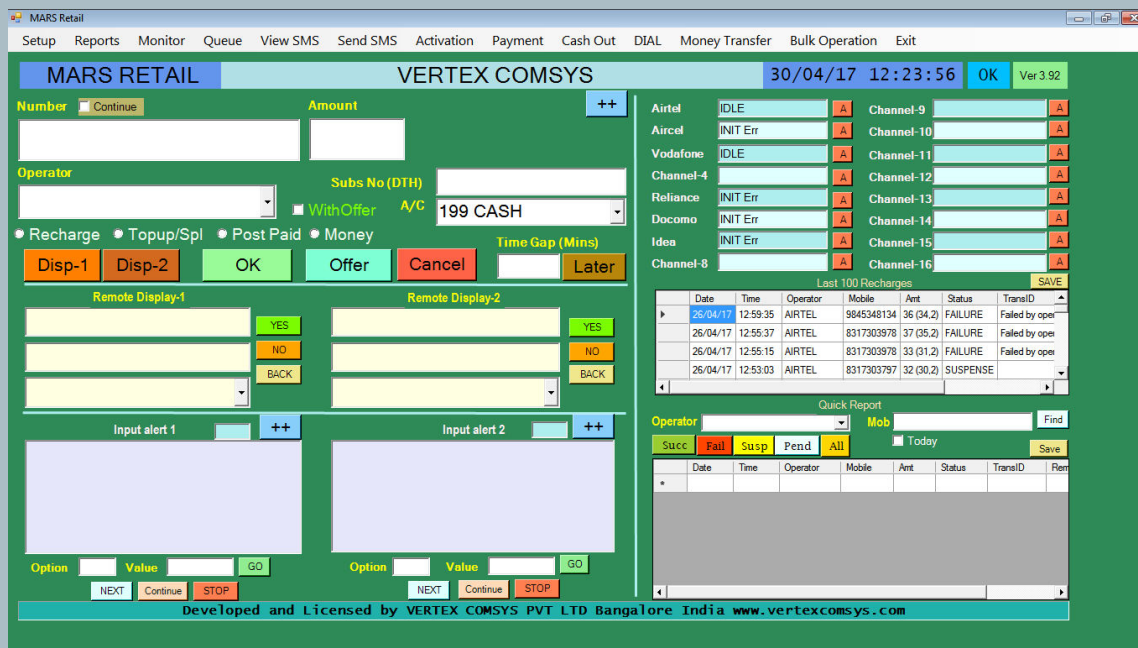 MARS Retail
Setup Reports Monitor Queue View SMS Send SMS Activation Payment Cash Out DIAL Money Transfer Bulk Operation Exit
MARS RETAIL VERTEX COMSYS 30/04/17 12:23:56 OK Ver 3.92
Number Continue Amount ++
Operator
Subs No (DTH)
WithOffer A/C 199 CASH
Recharge Topup/Spl Post Paid Money
Time Gap (Mins)
Disp-1 Disp-2 OK Offer Cancel Later
Remote Display-1 Remote Display-2
YES YES
NO NO
BACK BACK
Input alert 1 ++ Input alert 2 ++
Option Value GO Option Value GO
NEXT Continue STOP NEXT Continue STOP
Airtel IDLE A Channel-9 A
Aircel INIT Err A Channel-10 A
Vodafone IDLE A Channel-11 A
Channel-4 A Channel-12 A
Reliance INIT Err A Channel-13 A
Docomo INIT Err A Channel-14 A
Idea INIT Err A Channel-15 A
Channel-8 A Channel-16 A
Last 100 Recharges SAVE
Date Time Operator Mobile Amt Status TransID
26/04/17 12:59:35 AIRTEL 9845348134 36 (34,2) FAILURE Failed by oper
26/04/17 12:55:37 AIRTEL 8317303978 37 (35,2) FAILURE Failed by oper
26/04/17 12:55:15 AIRTEL 8317303978 33 (31,2) FAILURE Failed by oper
26/04/17 12:53:03 AIRTEL 8317303797 32 (30,2) SUSPENSE
Quick Report
Operator Mob Find
Succ Fail Susp Pend All Today Save
Date Time Operator Mobile Amt Status TransID Rem
*
Developed and Licensed by VERTEX COMSYS PVT LTD Bangalore India www.vertexcomsys.com